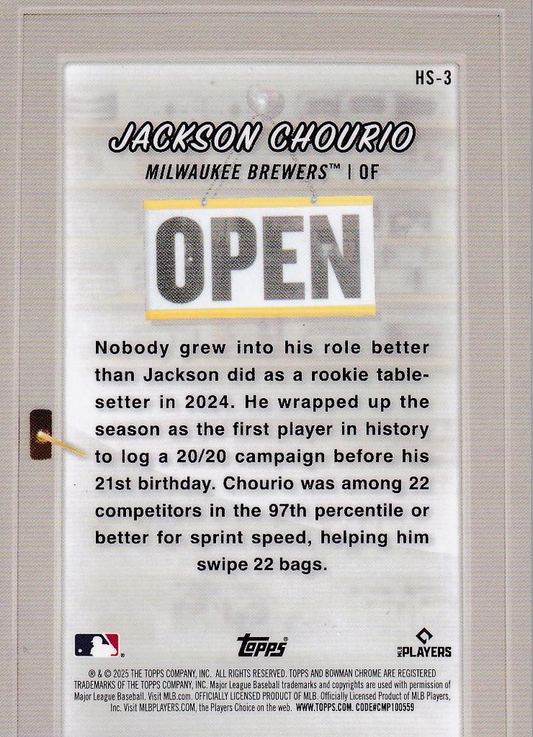 HS-3
JACKSON CHOURIO
MILWAUKEE BREWERS™ | OF
OPEN
Nobody grew into his role better
than Jackson did as a rookie table-
setter in 2024. He wrapped up the
season as the first player in history
to log a 20/20 campaign before his
21st birthday. Chourio was among 22
competitors in the 97th percentile or
better for sprint speed, helping him
swipe 22 bags.
topps® PLAYERS
® & © 2025 THE TOPPS COMPANY, INC. ALL RIGHTS RESERVED. TOPPS AND BOWMAN CHROME ARE REGISTERED
TRADEMARKS OF THE TOPPS COMPANY, INC. Major League Baseball trademarks and copyrights are used with permission of
Major League Baseball. Visit MLB.com. OFFICIALLY LICENSED PRODUCT OF MLB. Officially Licensed Product of MLB Players,
Inc. Visit MLBPLAYERS.COM, the Players Choice on the web. WWW.TOPPS.COM. CODE#CMP100559